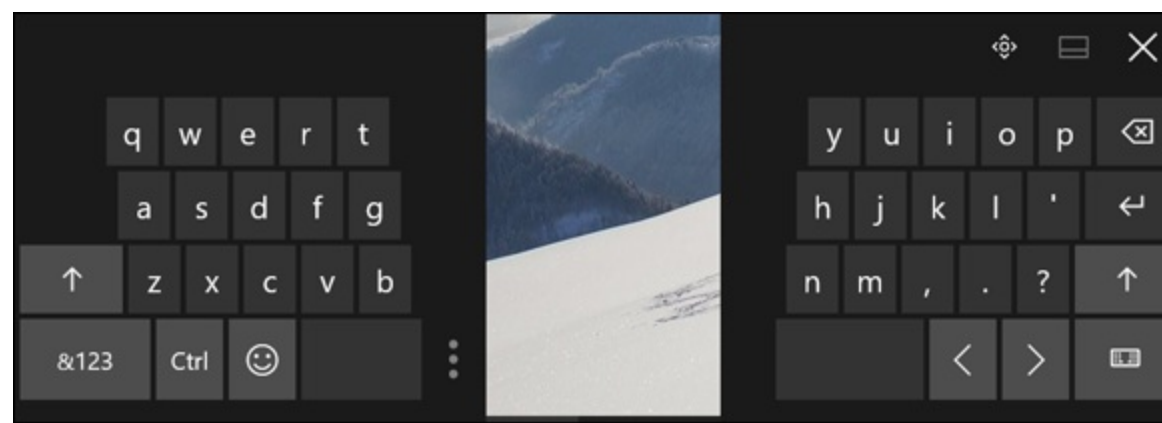 q w e r t y u i o p
a s d f g h j k l '
z x c v b n m , . ?
&123 Ctrl